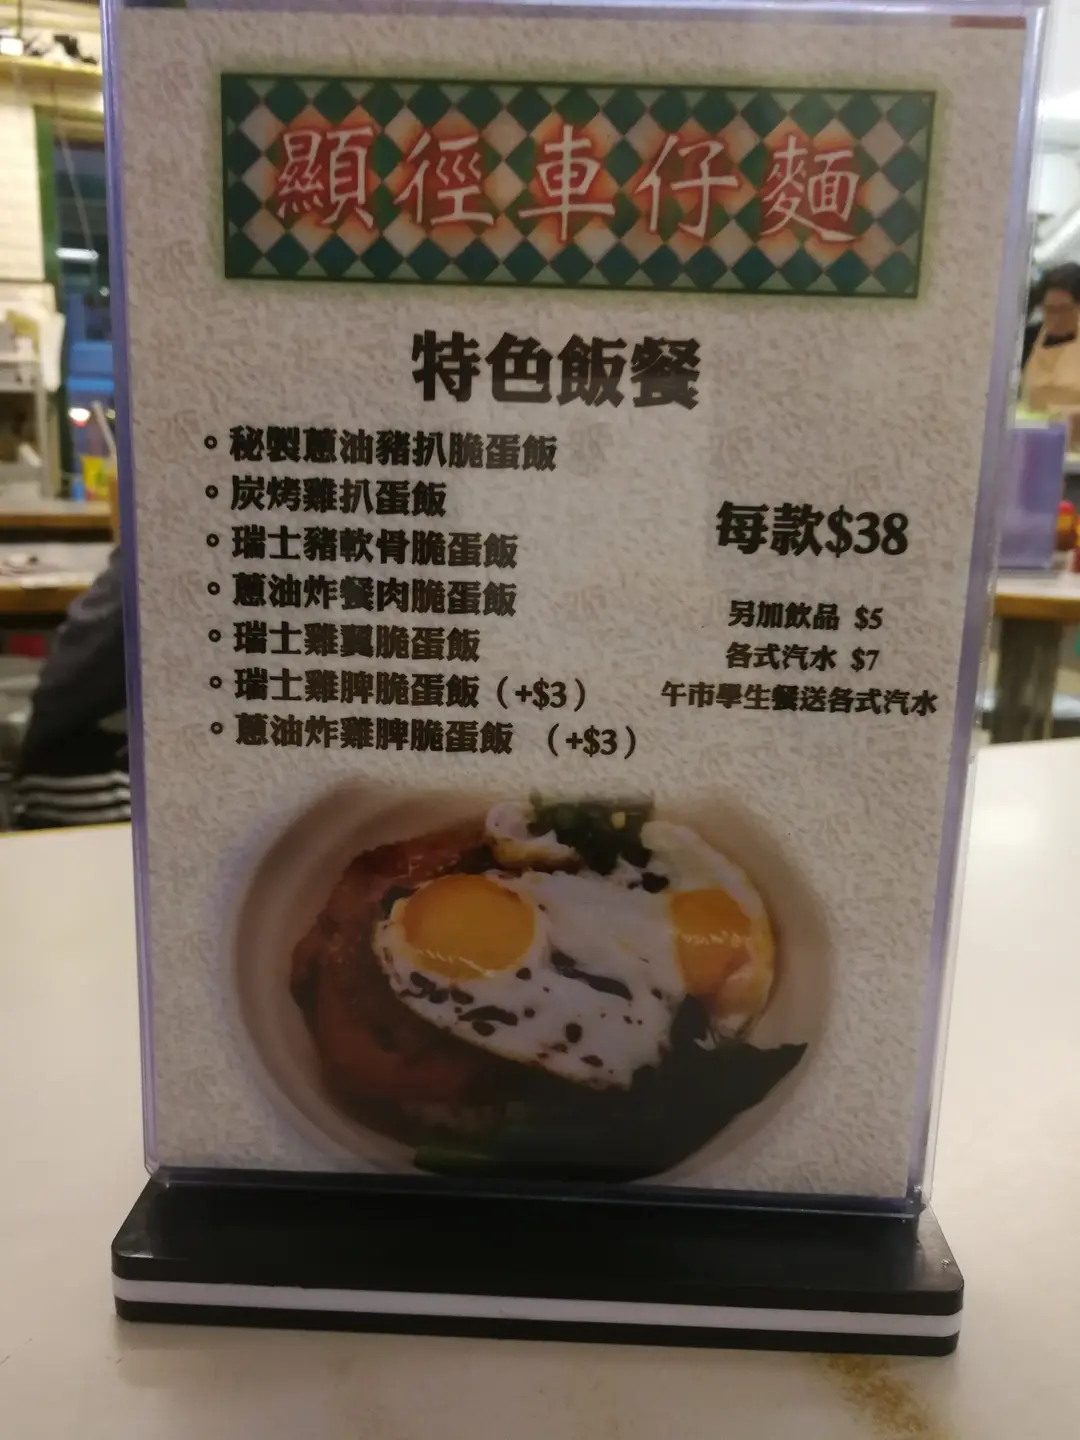 顯徑車仔麵
特色飯餐
。秘製蔥油豬扒脆蛋飯
。炭烤雞扒蛋飯
。瑞士豬軟骨脆蛋飯
。蔥油炸餐肉脆蛋飯
。瑞士雞翼脆蛋飯
。瑞士雞脾脆蛋飯（+$3）
。蔥油炸雞脾脆蛋飯 （+$3）
每款$38
另加飲品 $5
各式汽水 $7
午市學生餐送各式汽水